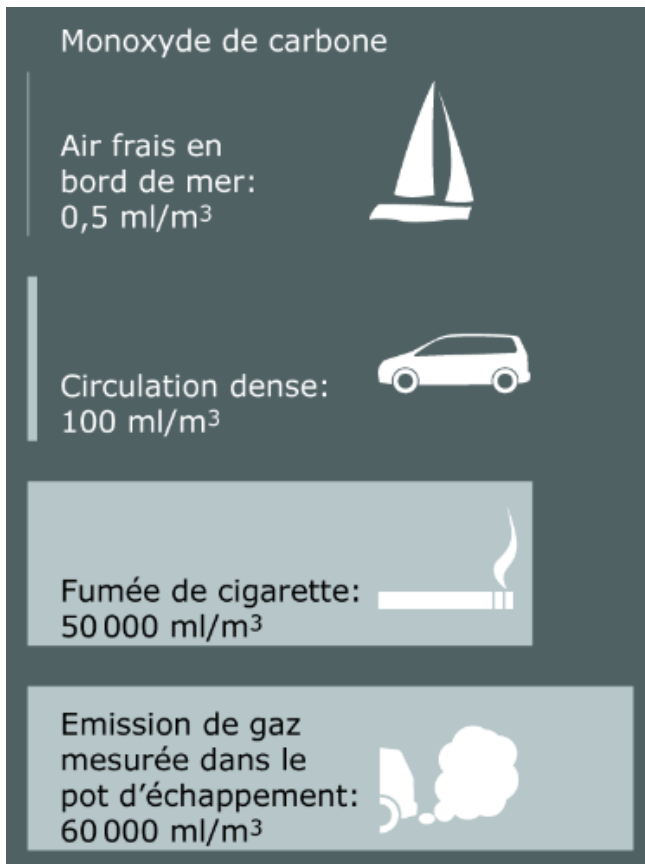 Monoxyde de carbone
Air frais en
bord de mer:
0,5 ml/m³
Circulation dense:
100 ml/m³
Fumée de cigarette:
50 000 ml/m³
Emission de gaz
mesurée dans le
pot d’échappement:
60 000 ml/m³